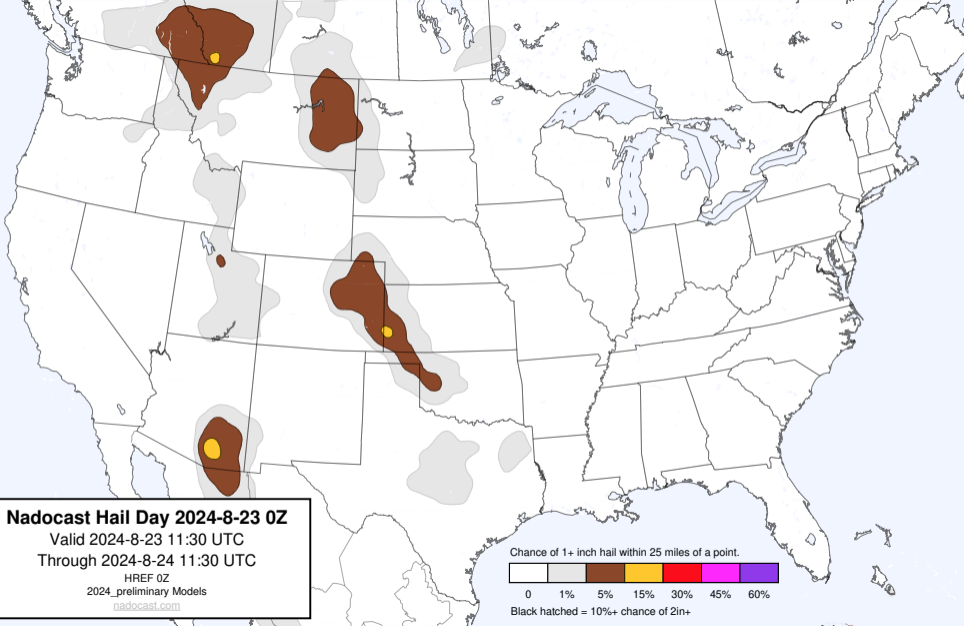 Nadocast Hail Day 2024-8-23 0Z
Valid 2024-8-23 11:30 UTC
Through 2024-8-24 11:30 UTC
HREF 0Z
2024_preliminary Models
nadocast.com
Chance of 1+ inch hail within 25 miles of a point.
0 1% 5% 15% 30% 45% 60%
Black hatched = 10%+ chance of 2in+